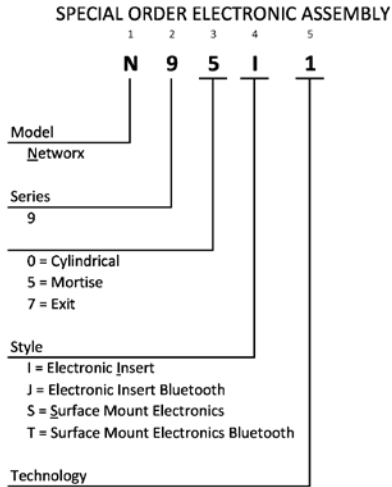 SPECIAL ORDER ELECTRONIC ASSEMBLY
1 2 3 4 5
N 9 5 I 1
Model
Networx
Series
9
0 = Cylindrical
5 = Mortise
7 = Exit
Style
I = Electronic Insert
J = Electronic Insert Bluetooth
S = Surface Mount Electronics
T = Surface Mount Electronics Bluetooth
Technology